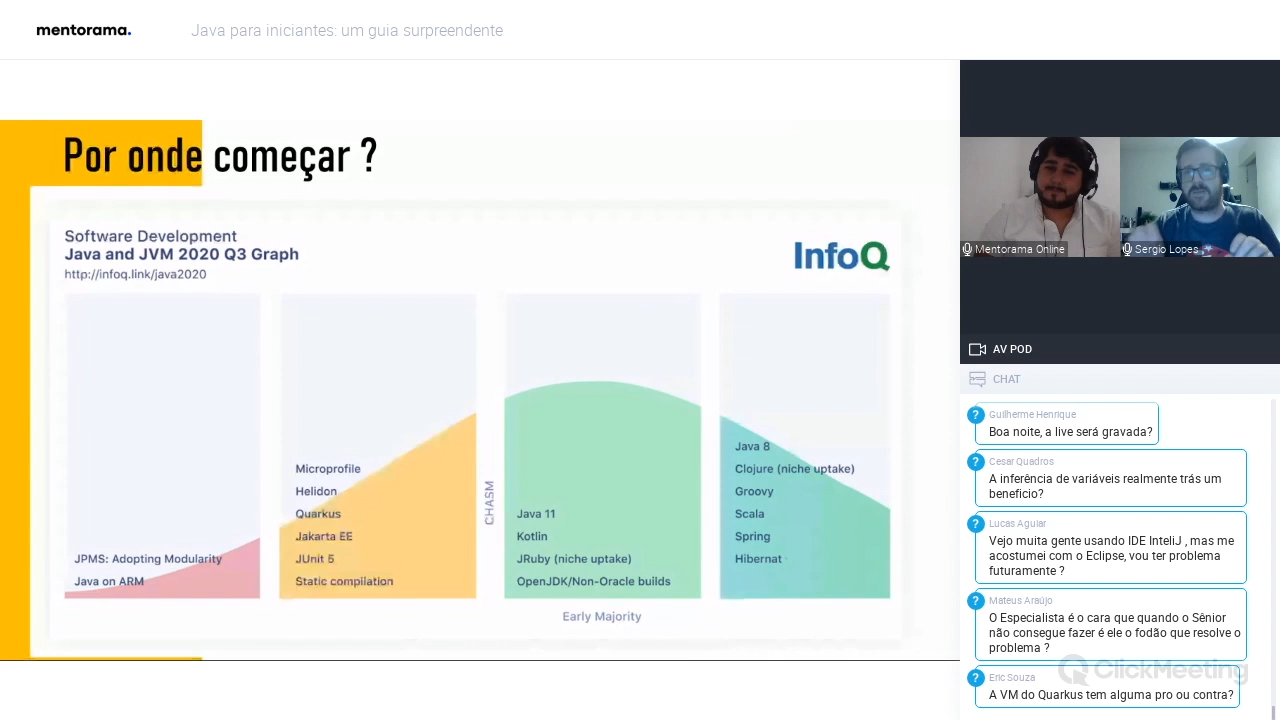 mentorama.
Java para iniciantes: um guia surpreendente
Por onde começar ?
Software Development
Java and JVM 2020 Q3 Graph
http://infoq.link/java2020
InfoQ
JPMS: Adopting Modularity
Java on ARM
Microprofile
Helidon
Quarkus
Jakarta EE
JUnit 5
Static compilation
CHASM
Java 11
Kotlin
JRuby (niche uptake)
OpenJDK/Non-Oracle builds
Java 8
Clojure (niche uptake)
Groovy
Scala
Spring
Hibernat
Early Majority
Mentorama Online
Sergio Lopes
AV POD
CHAT
Guilherme Henrique
Boa noite, a live será gravada?
Cesar Quadros
A inferência de variáveis realmente trás um
beneficio?
Lucas Aguiar
Vejo muita gente usando IDE InteliJ , mas me
acostumei com o Eclipse, vou ter problema
futuramente ?
Mateus Araújo
O Especialista é o cara que quando o Sênior
não consegue fazer é ele o fodão que resolve o
problema ?
ClickMeeting
Eric Souza
A VM do Quarkus tem alguma pro ou contra?